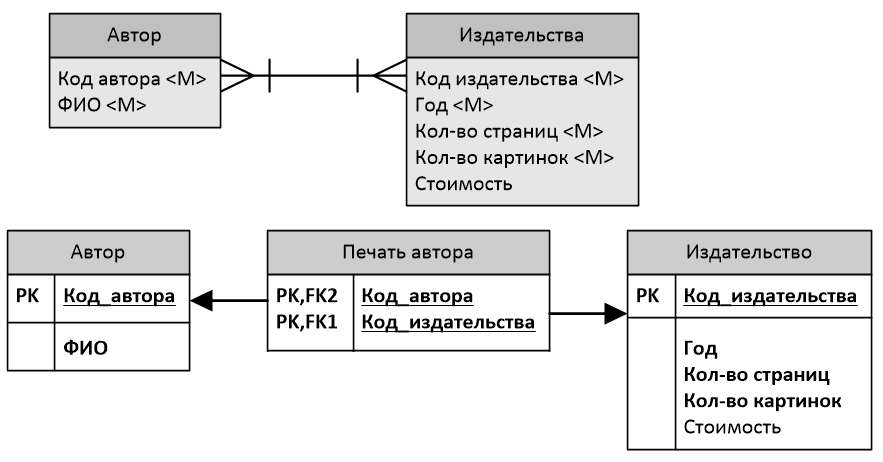 Автор
Код автора <M>
ФИО <M>
Издательства
Код издательства <M>
Год <M>
Кол-во страниц <M>
Кол-во картинок <M>
Стоимость
Автор
PK Код_автора
ФИО
Печать автора
PK,FK2 Код_автора
PK,FK1 Код_издательства
Издательство
PK Код_издательства
Год
Кол-во страниц
Кол-во картинок
Стоимость